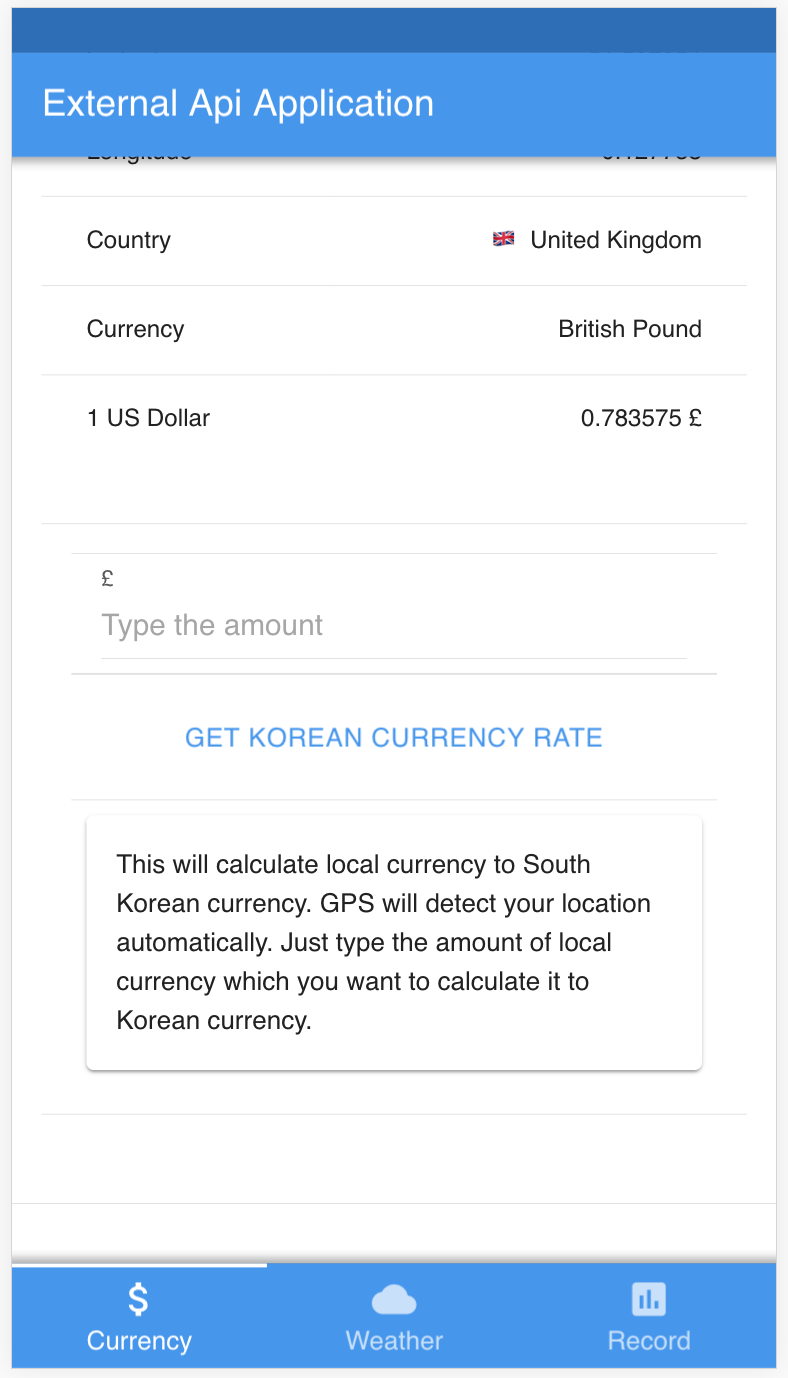 External Api Application
Longitude
Country 🇬🇧 United Kingdom
Currency British Pound
1 US Dollar 0.783575 £
£
Type the amount
GET KOREAN CURRENCY RATE
This will calculate local currency to South
Korean currency. GPS will detect your location
automatically. Just type the amount of local
currency which you want to calculate it to
Korean currency.
Currency
Weather
Record